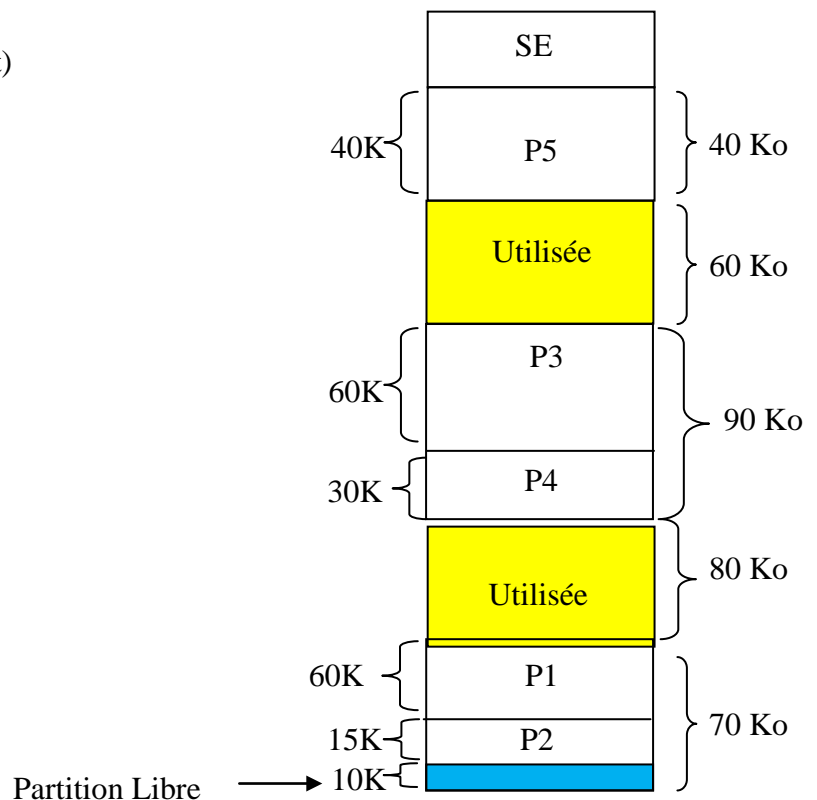 SE
t)
40K
P5
40 Ko
Utilisée
60 Ko
P3
60K
90 Ko
P4
30K
80 Ko
Utilisée
60K
P1
70 Ko
15K
P2
Partition Libre
10K